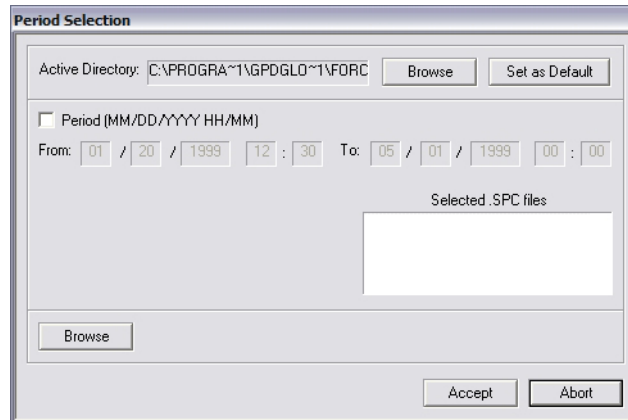 Period Selection
Active Directory: C:\PROGRA~1\GPDGLO~1\FORC Browse Set as Default
Period (MM/DD/YYYY HH/MM)
From: 01 / 20 / 1999 12 : 30 To: 05 / 01 / 1999 00 : 00
Selected .SPC files
Browse
Accept Abort